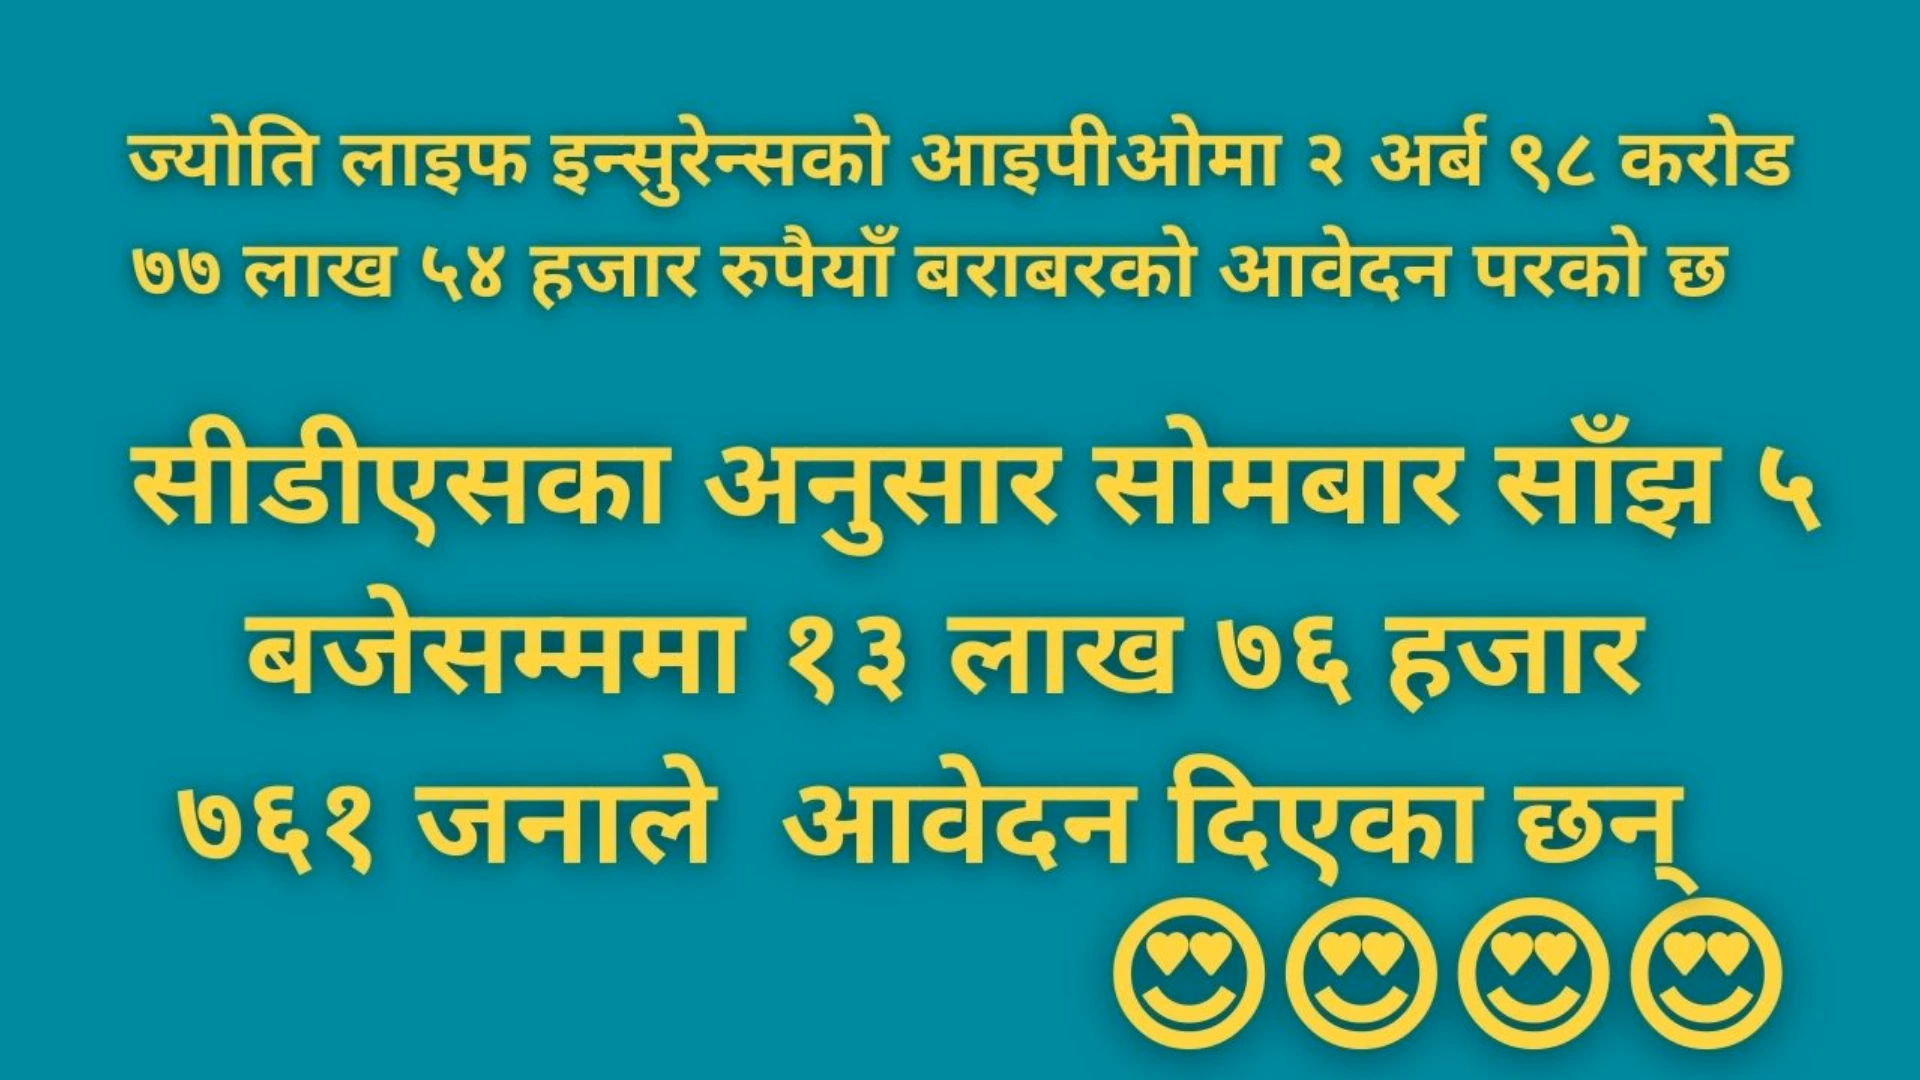 ज्योति लाइफ इन्सुरेन्सको आइपीओमा २ अर्ब ९८ करोड
७७ लाख ५४ हजार रुपैयाँ बराबरको आवेदन परको छ
सीडीएसका अनुसार सोमबार साँझ ५
बजेसम्ममा १३ लाख ७६ हजार
७६१ जनाले आवेदन दिएका छन्
😍😍😍😍